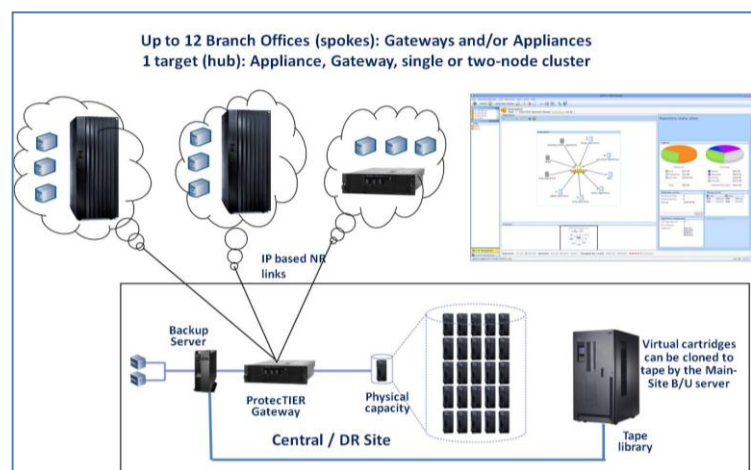 Up to 12 Branch Offices (spokes): Gateways and/or Appliances
1 target (hub): Appliance, Gateway, single or two-node cluster
IP based NR
links
Backup
Server
ProtecTIER
Gateway
Physical
capacity
Virtual cartridges
can be cloned to
tape by the Main-
Site B/U server
Tape
library
Central / DR Site